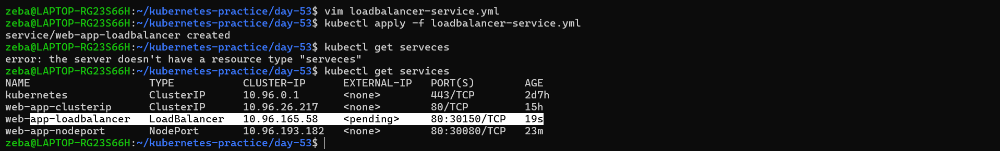 zeba@LAPTOP-RG23S66H:~/kubernetes-practice/day-53$ vim loadbalancer-service.yml
zeba@LAPTOP-RG23S66H:~/kubernetes-practice/day-53$ kubectl apply -f loadbalancer-service.yml
service/web-app-loadbalancer created
zeba@LAPTOP-RG23S66H:~/kubernetes-practice/day-53$ kubectl get serveces
error: the server doesn't have a resource type "serveces"
zeba@LAPTOP-RG23S66H:~/kubernetes-practice/day-53$ kubectl get services
NAME                   TYPE           CLUSTER-IP      EXTERNAL-IP   PORT(S)        AGE
kubernetes             ClusterIP      10.96.0.1       <none>        443/TCP        2d7h
web-app-clusterip      ClusterIP      10.96.26.217    <none>        80/TCP         15h
web-app-loadbalancer   LoadBalancer   10.96.165.58    <pending>     80:30150/TCP   19s
web-app-nodeport       NodePort       10.96.193.182   <none>        80:30080/TCP   23m
zeba@LAPTOP-RG23S66H:~/kubernetes-practice/day-53$